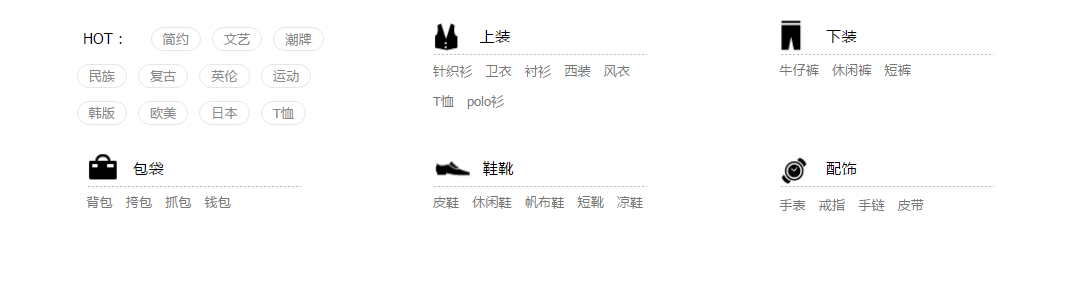 HOT： 简约 文艺 潮牌
民族 复古 英伦 运动
韩版 欧美 日本 T恤
上装
针织衫 卫衣 衬衫 西装 风衣
T恤 polo衫
下装
牛仔裤 休闲裤 短裤
包袋
背包 挎包 抓包 钱包
鞋靴
皮鞋 休闲鞋 帆布鞋 短靴 凉鞋
配饰
手表 戒指 手链 皮带